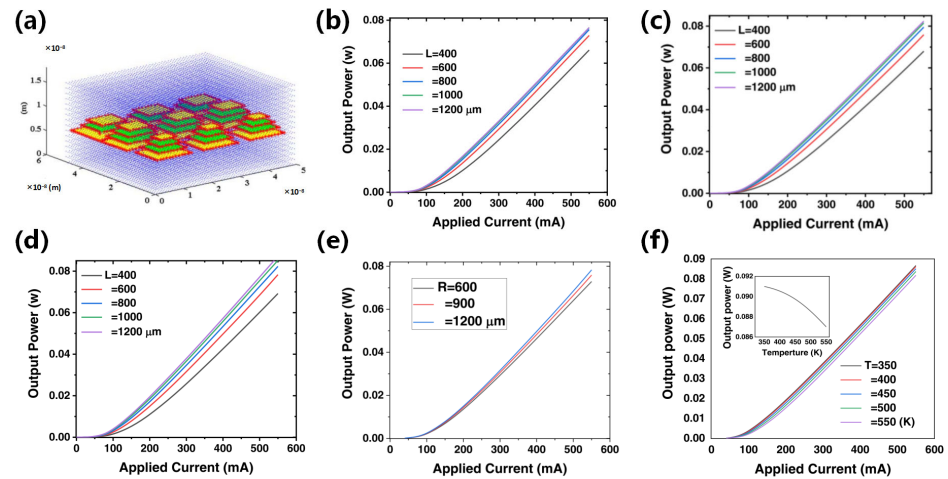 (a)
×10⁻⁸
1.5
1
0.5
0
(m)
6
4
2
0
×10⁻⁸ (m)
0
1
2
3
4
5
×10⁻⁸
(b)
Output Power (w)
0.08
0.06
0.04
0.02
0.00
L=400
=600
=800
=1000
=1200 μm
0 100 200 300 400 500 600
Applied Current (mA)
(c)
Output Power (W)
0.08
0.06
0.04
0.02
0.00
L=400
=600
=800
=1000
=1200 μm
0 100 200 300 400 500
Applied Current (mA)
(d)
Output Power (w)
0.08
0.06
0.04
0.02
0.00
L=400
=600
=800
=1000
=1200 μm
0 100 200 300 400 500 600
Applied Current (mA)
(e)
Output Power (W)
0.08
0.06
0.04
0.02
0.00
R=600
=900
=1200 μm
0 100 200 300 400 500 600
Applied Current (mA)
(f)
Output Power (W)
0.09
0.08
0.07
0.06
0.05
0.04
0.03
0.02
0.01
0.00
Output power (W)
0.092
0.090
0.088
0.086
350 400 450 500 550
Temperture (K)
T=350
=400
=450
=500
=550 (K)
0 100 200 300 400 500 600
Applied Current (mA)